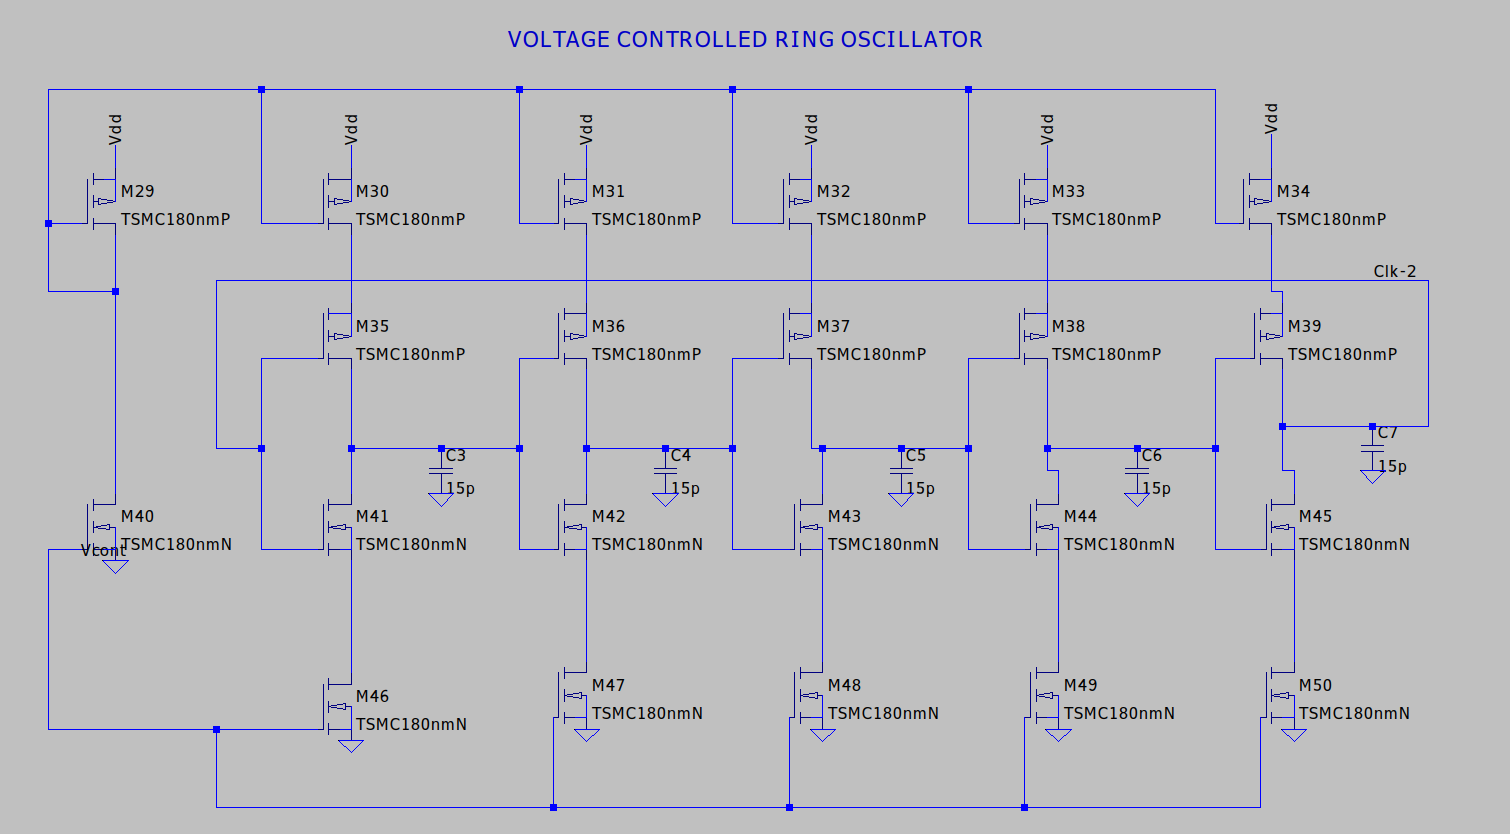 VOLTAGE CONTROLLED RING OSCILLATOR
Vdd
Vdd
Vdd
Vdd
Vdd
Vdd
M29
TSMC180nmP
M30
TSMC180nmP
M31
TSMC180nmP
M32
TSMC180nmP
M33
TSMC180nmP
M34
TSMC180nmP
Clk-2
M35
TSMC180nmP
M36
TSMC180nmP
M37
TSMC180nmP
M38
TSMC180nmP
M39
TSMC180nmP
C3
15p
C4
15p
C5
15p
C6
15p
C7
15p
M40
TSMC180nmN
Vcont
M41
TSMC180nmN
M42
TSMC180nmN
M43
TSMC180nmN
M44
TSMC180nmN
M45
TSMC180nmN
M46
TSMC180nmN
M47
TSMC180nmN
M48
TSMC180nmN
M49
TSMC180nmN
M50
TSMC180nmN